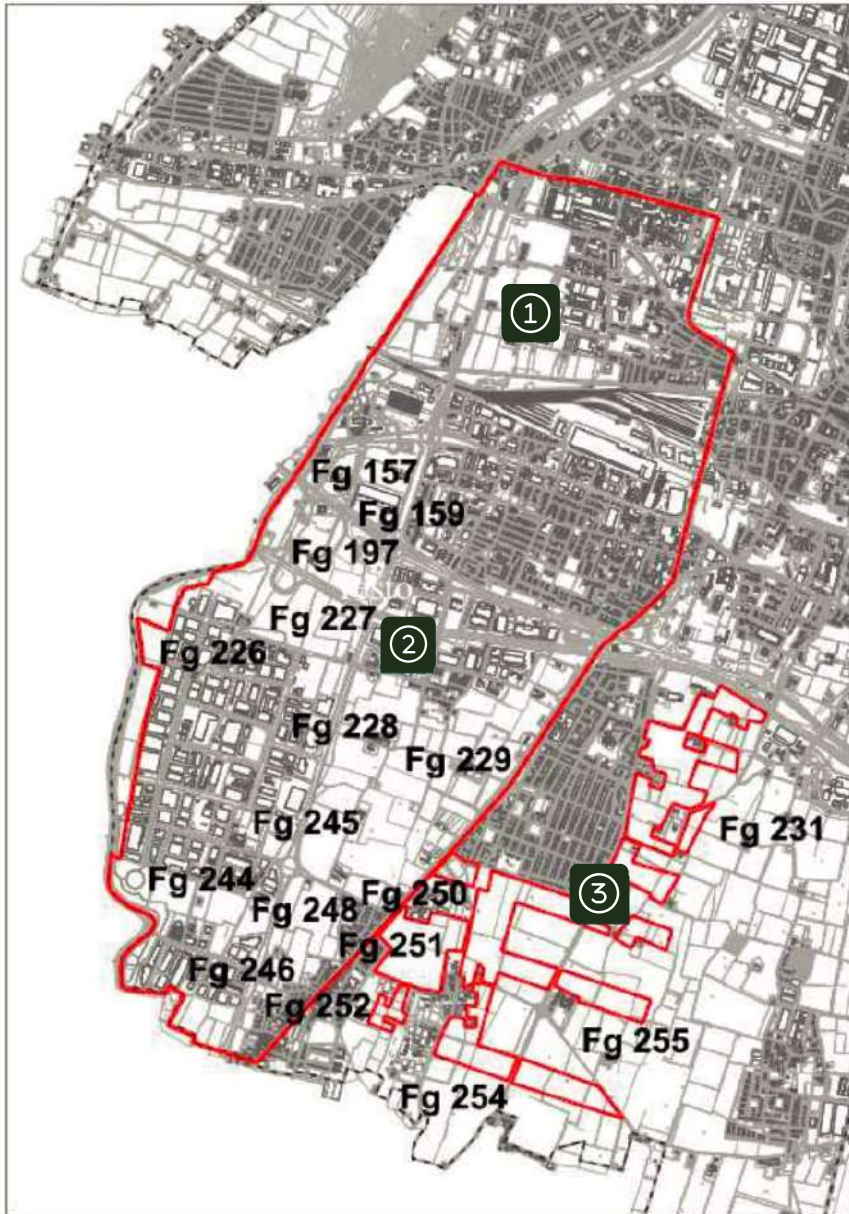 ①
Fg 157
Fg 159
Fg 197
Fg 227
②
Fg 226
Fg 228
Fg 229
Fg 245
Fg 231
Fg 244
Fg 250
③
Fg 248
Fg 251
Fg 246
Fg 252
Fg 255
Fg 254